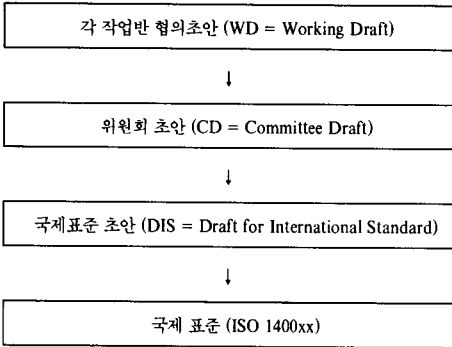 각 작업반 협의초안 (WD = Working Draft)
↓
위원회 초안 (CD = Committee Draft)
↓
국제표준 초안 (DIS = Draft for International Standard)
↓
국제 표준 (ISO 1400xx)